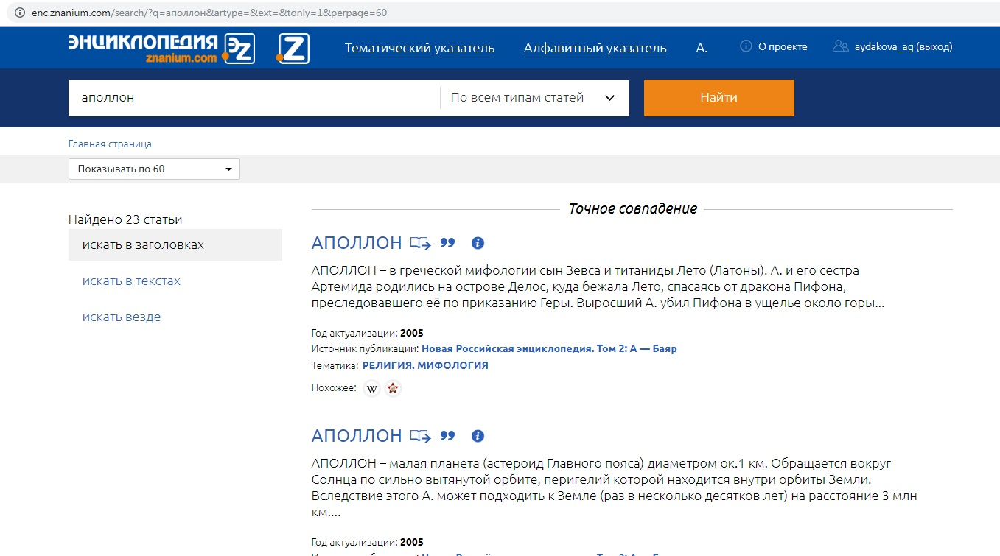 enc.znanium.com/search/?q=аполлон&artype=&ext=&tonly=1&perpage=60
ЭНЦИКЛОПЕДИЯ ЭZ
znanium.com
Z
Тематический указатель
Алфавитный указатель
А.
О проекте
aydakova_ag (выход)
аполлон
По всем типам статей
Найти
Главная страница
Показывать по 60
Найдено 23 статьи
искать в заголовках
искать в текстах
искать везде
Точное совпадение
АПОЛЛОН
АПОЛЛОН – в греческой мифологии сын Зевса и титаниды Лето (Латоны). А. и его сестра
Артемида родились на острове Делос, куда бежала Лето, спасаясь от дракона Пифона,
преследовавшего её по приказанию Геры. Выросший А. убил Пифона в ущелье около горы...
Год актуализации: 2005
Источник публикации: Новая Российская энциклопедия. Том 2: А — Баяр
Тематика: РЕЛИГИЯ. МИФОЛОГИЯ
Похожее: W
АПОЛЛОН
АПОЛЛОН – малая планета (астероид Главного пояса) диаметром ок.1 км. Обращается вокруг
Солнца по сильно вытянутой орбите, перигелий которой находится внутри орбиты Земли.
Вследствие этого А. может подходить к Земле (раз в несколько десятков лет) на расстояние 3 млн
км....
Год актуализации: 2005